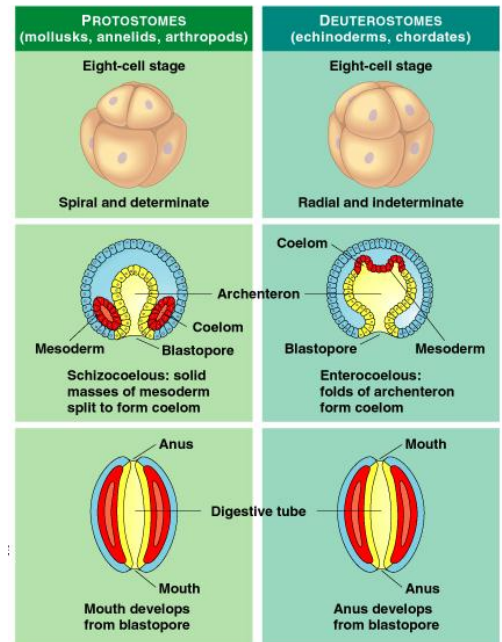 PROTOSTOMES
(mollusks, annelids, arthropods)
Eight-cell stage
Spiral and determinate
DEUTEROSTOMES
(echinoderms, chordates)
Eight-cell stage
Radial and indeterminate
Coelom
Archenteron
Mesoderm
Coelom
Blastopore
Blastopore
Mesoderm
Schizocoelous: solid
masses of mesoderm
split to form coelom
Enterocoelous:
folds of archenteron
form coelom
Anus
Mouth
Digestive tube
Mouth
Anus
Mouth develops
from blastopore
Anus develops
from blastopore